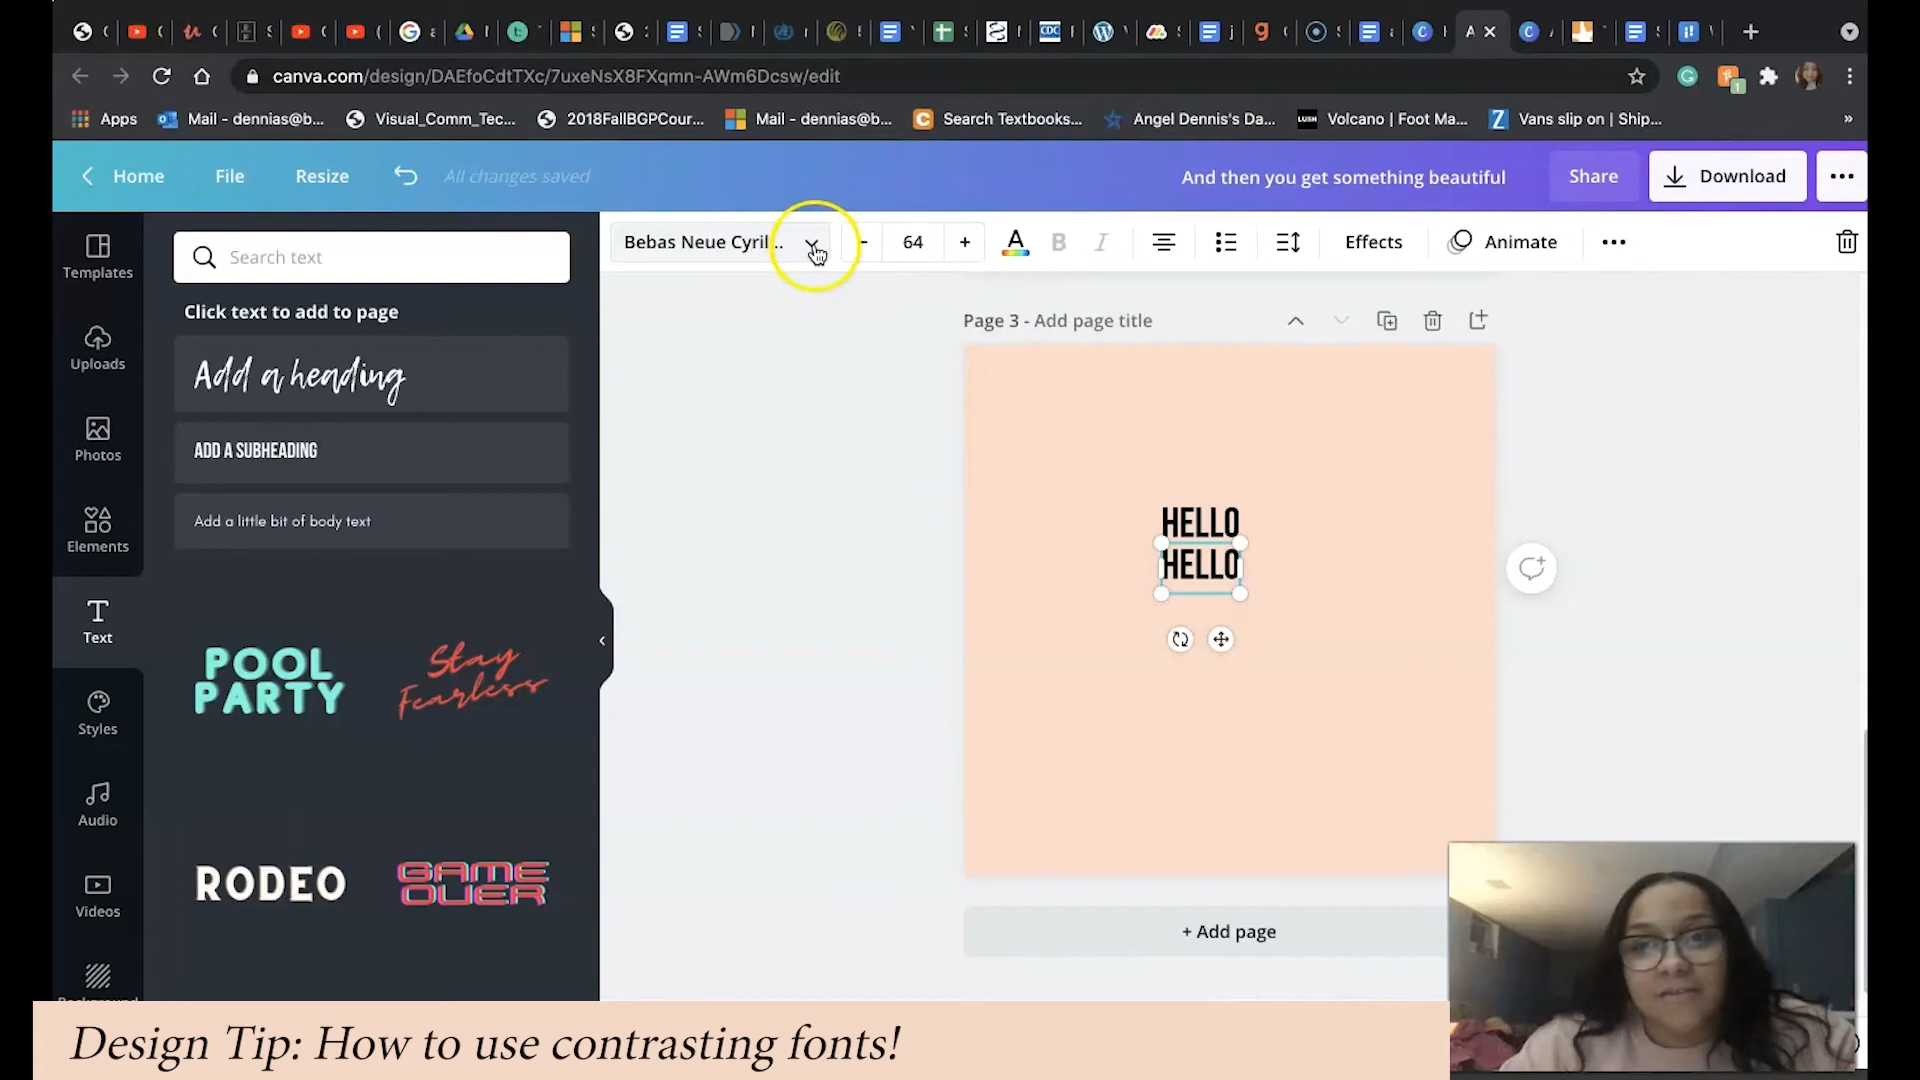 canva.com/design/DAEfoCdtTXc/7uxeNsX8FXqmn-AWm6Dcsw/edit
Apps Mail - dennias@b... Visual_Comm_Tec... 2018FallBGPCour... Mail - dennias@b... Search Textbooks... Angel Dennis's Da... LUSH Volcano | Foot Ma... Vans slip on | Ship... »
Home File Resize All changes saved And then you get something beautiful Share Download
Bebas Neue Cyril... - 64 + A B I Effects Animate
Search text
Click text to add to page
Add a heading
ADD A SUBHEADING
Add a little bit of body text
POOL
PARTY
Stay
Fearless
RODEO
GAME
OVER
Templates
Uploads
Photos
Elements
Text
Styles
Audio
Videos
Background
Page 3 - Add page title
HELLO
HELLO
+ Add page
Design Tip: How to use contrasting fonts!